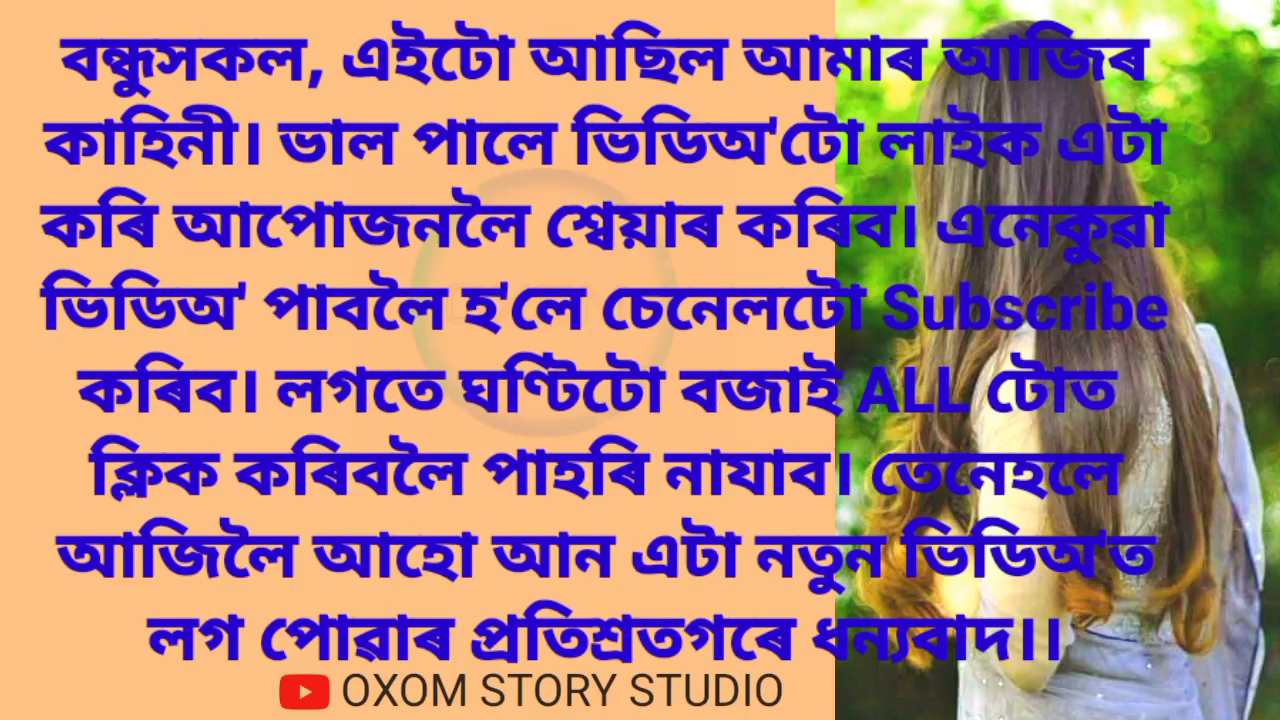 বন্ধুসকল, এইটো আছিল আমাৰ আজিৰ
কাহিনী। ভাল পালে ভিডিঅ'টো লাইক এটা
কৰি আপোজনলৈ শ্বেয়াৰ কৰিব। এনেকুৱা
ভিডিঅ' পাবলৈ হ'লে চেনেলটো Subscribe
কৰিব। লগতে ঘণ্টিটো বজাই ALL টোত
ক্লিক কৰিবলৈ পাহৰি নাযাব। তেনেহলে
আজিলৈ আহো আন এটা নতুন ভিডিঅ'ত
লগ পোৱাৰ প্ৰতিশ্ৰতগৰে ধন্যবাদ।।
OXOM STORY STUDIO